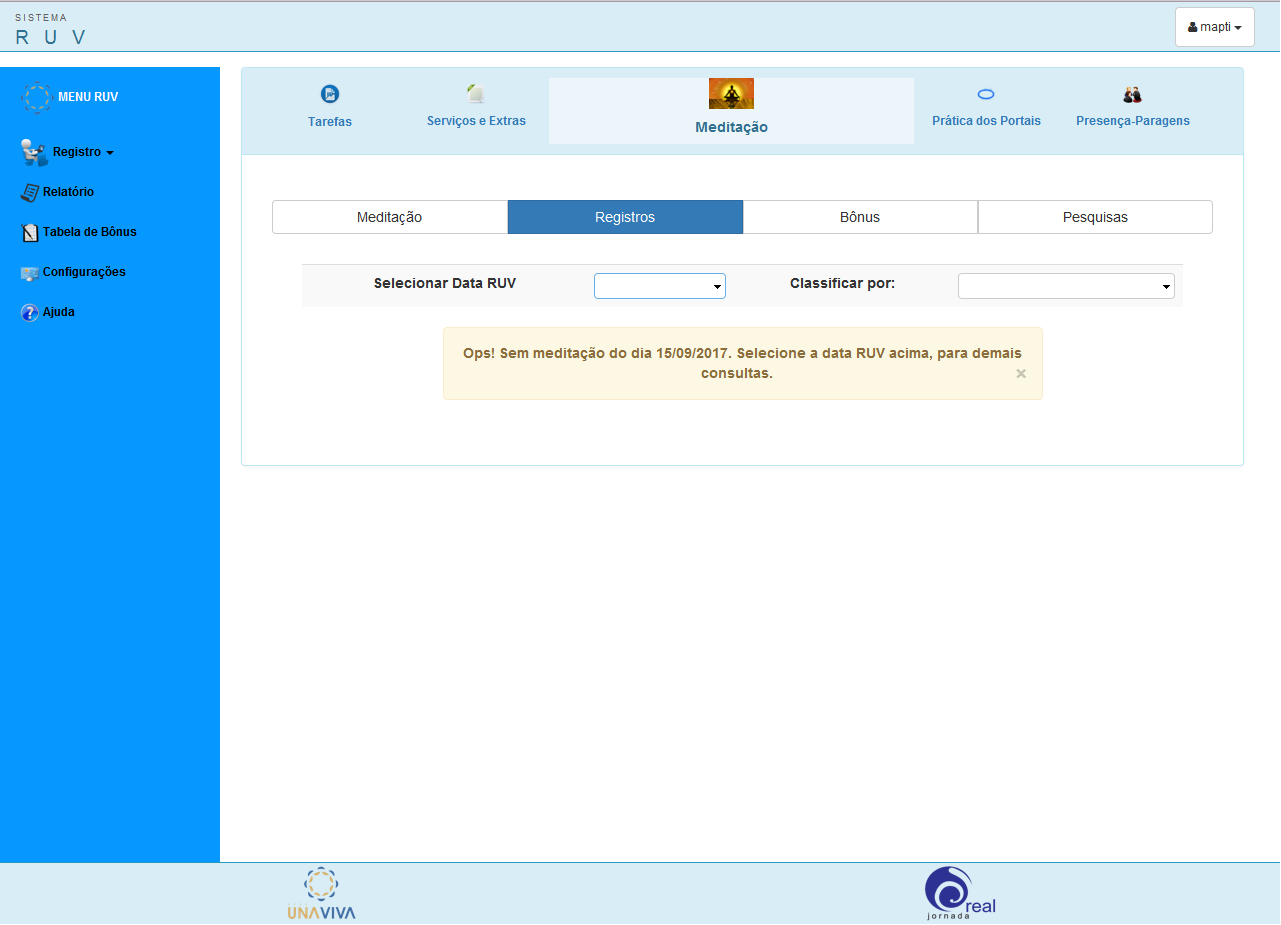 SISTEMA
R U V
mapti
MENU RUV
Registro
Relatório
Tabela de Bônus
Configurações
Ajuda
Tarefas
Serviços e Extras
Meditação
Prática dos Portais
Presença-Paragens
Meditação
Registros
Bônus
Pesquisas
Selecionar Data RUV
Classificar por:
Ops! Sem meditação do dia 15/09/2017. Selecione a data RUV acima, para demais
consultas.
×
UNAVIVA
real
jornada